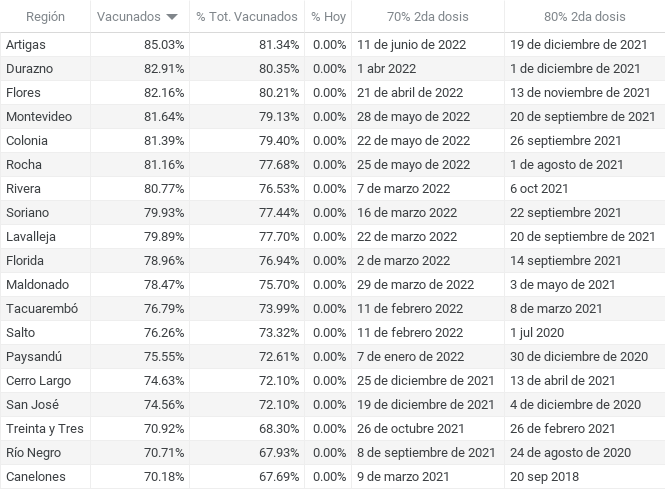 Región Vacunados % Tot. Vacunados % Hoy 70% 2da dosis 80% 2da dosis
Artigas 85.03% 81.34% 0.00% 11 de junio de 2022 19 de diciembre de 2021
Durazno 82.91% 80.35% 0.00% 1 abr 2022 1 de diciembre de 2021
Flores 82.16% 80.21% 0.00% 21 de abril de 2022 13 de noviembre de 2021
Montevideo 81.64% 79.13% 0.00% 28 de mayo de 2022 20 de septiembre de 2021
Colonia 81.39% 79.40% 0.00% 22 de mayo de 2022 26 septiembre 2021
Rocha 81.16% 77.68% 0.00% 25 de mayo de 2022 1 de agosto de 2021
Rivera 80.77% 76.53% 0.00% 7 de marzo 2022 6 oct 2021
Soriano 79.93% 77.44% 0.00% 16 de marzo 2022 22 septiembre 2021
Lavalleja 79.89% 77.70% 0.00% 22 de marzo 2022 20 de septiembre de 2021
Florida 78.96% 76.94% 0.00% 2 de marzo 2022 14 septiembre 2021
Maldonado 78.47% 75.70% 0.00% 29 de marzo de 2022 3 de mayo de 2021
Tacuarembó 76.79% 73.99% 0.00% 11 de febrero 2022 8 de marzo 2021
Salto 76.26% 73.32% 0.00% 11 de febrero 2022 1 jul 2020
Paysandú 75.55% 72.61% 0.00% 7 de enero de 2022 30 de diciembre de 2020
Cerro Largo 74.63% 72.10% 0.00% 25 de diciembre de 2021 13 de abril de 2021
San José 74.56% 72.10% 0.00% 19 de diciembre de 2021 4 de diciembre de 2020
Treinta y Tres 70.92% 68.30% 0.00% 26 de octubre de 2021 26 de febrero 2021
Río Negro 70.71% 67.93% 0.00% 8 de septiembre de 2021 24 de agosto de 2020
Canelones 70.18% 67.69% 0.00% 9 de marzo 2021 20 sep 2018